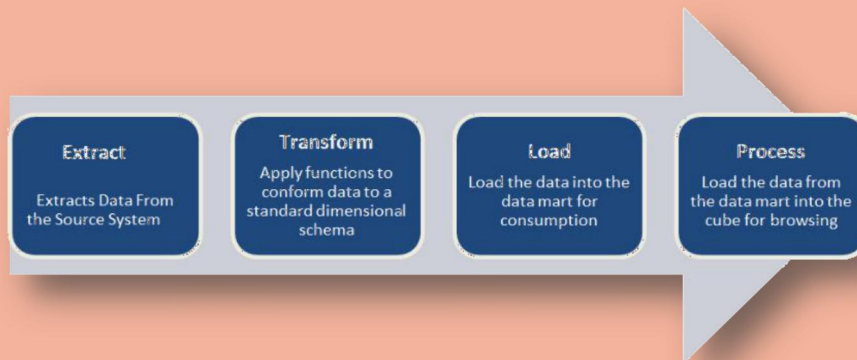 Extract
Extracts Data From
the Source System
Transform
Apply functions to
conform data to a
standard dimensional
schema
Load
Load the data into the
data mart for
consumption
Process
Load the data from
the data mart into the
cube for browsing